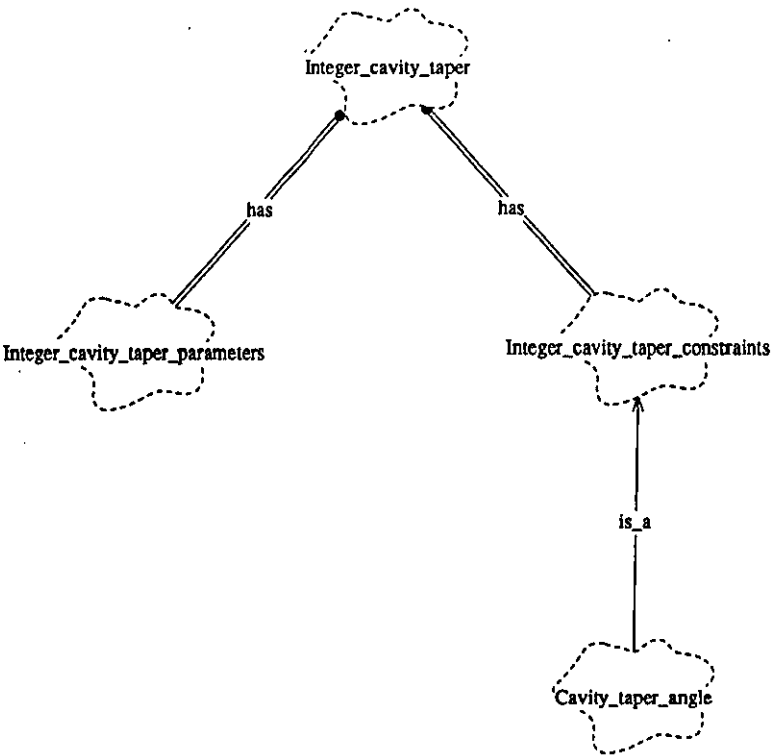 Integer_cavity_taper
has
has
Integer_cavity_taper_parameters
Integer_cavity_taper_constraints
is_a
Cavity_taper_angle